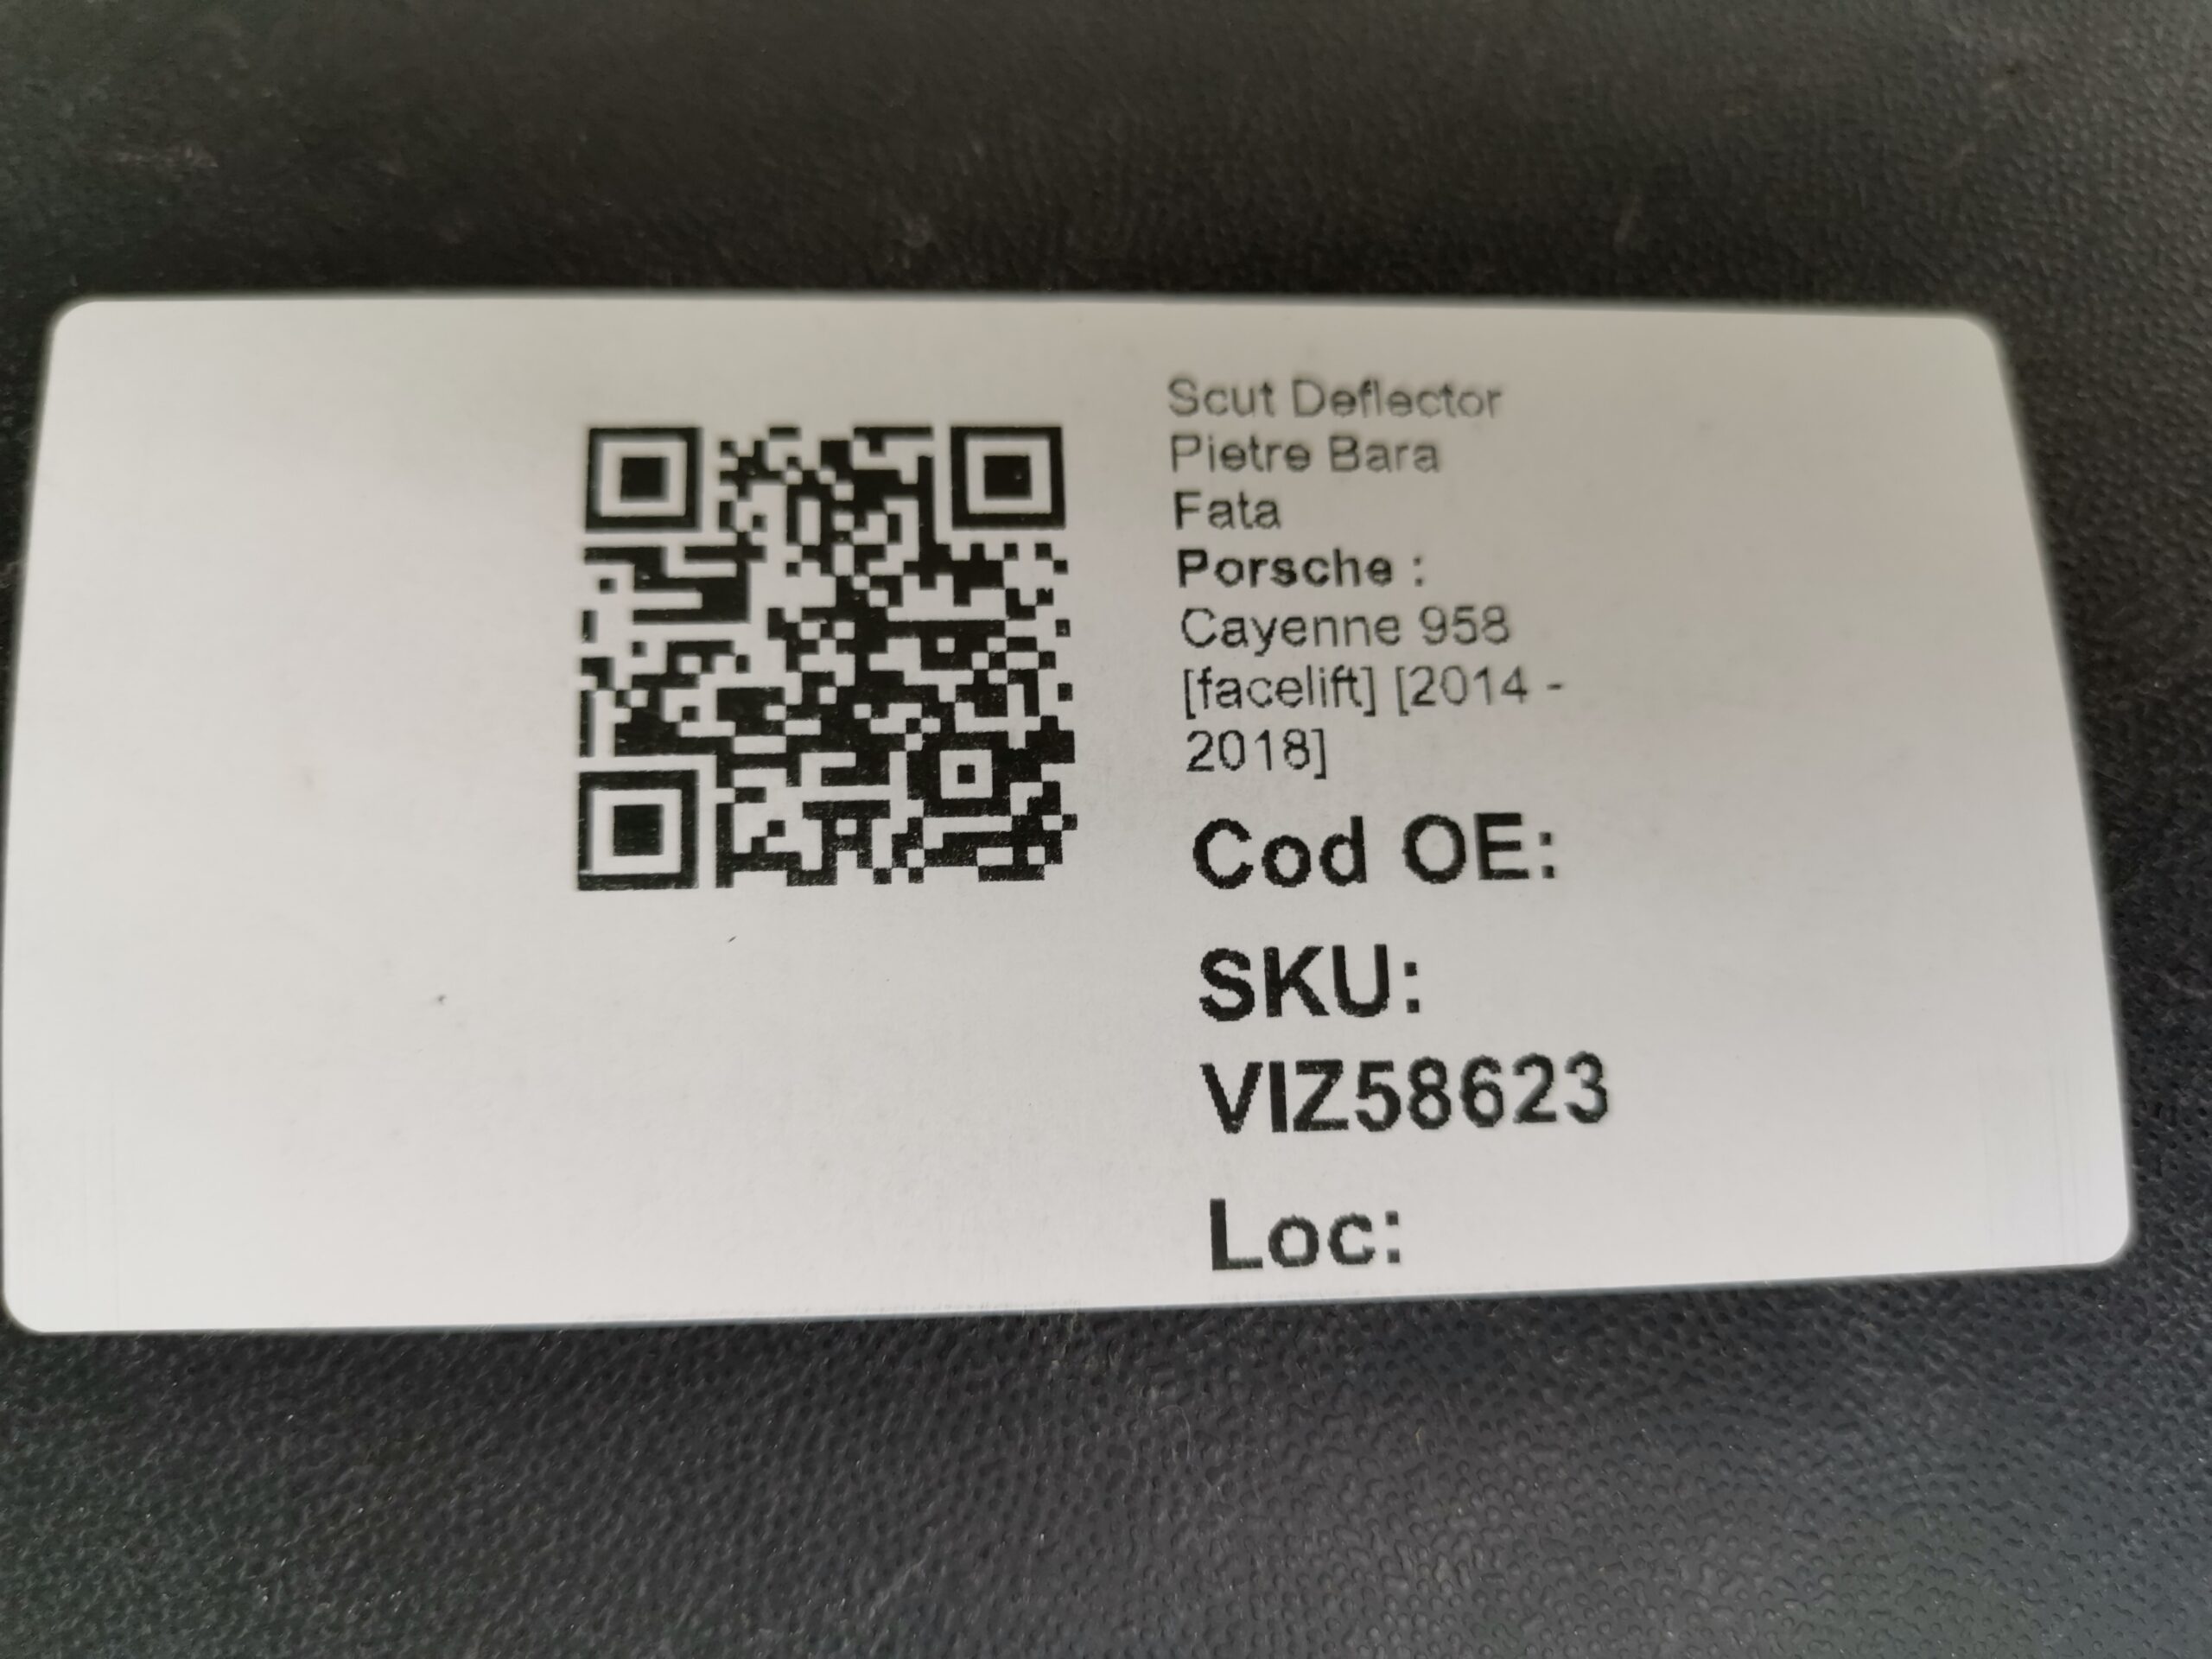 Scut Deflector
Pietre Bara
Fata
Porsche :
Cayenne 958
[facelift] [2014 -
2018]
Cod OE:
SKU:
VIZ58623
Loc: